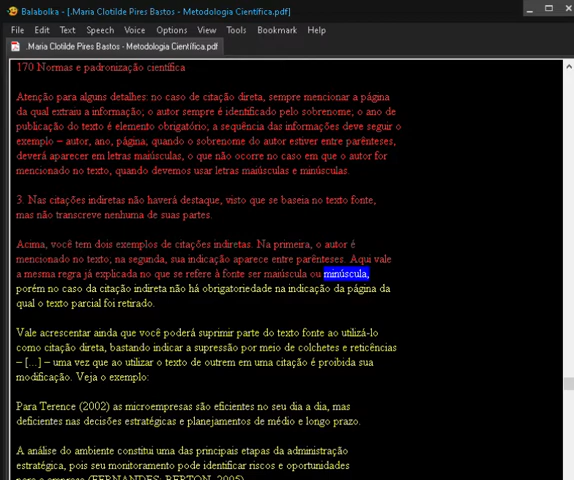 Balabolka - [.Maria Clotilde Pires Bastos - Metodologia Científica.pdf]
File Edit Text Speech Voice Options View Tools Bookmark Help
.Maria Clotilde Pires Bastos - Metodologia Científica.pdf
170 Normas e padronização científica
Atenção para alguns detalhes: no caso de citação direta, sempre mencionar a página
da qual extraiu a informação; o autor sempre é identificado pelo sobrenome; o ano de
publicação do texto é elemento obrigatório; a sequência das informações deve seguir o
exemplo – autor, ano, página, quando o sobrenome do autor estiver entre parênteses,
deverá aparecer em letras maiúsculas, o que não ocorre no caso em que o autor for
mencionado no texto, quando devemos usar letras maiúsculas e minúsculas.
3. Nas citações indiretas não haverá destaque, visto que se baseia no texto fonte,
mas não transcreve nenhuma de suas partes.
Acima, você tem dois exemplos de citações indiretas. Na primeira, o autor é
mencionado no texto; na segunda, sua indicação aparece entre parênteses. Aqui vale
a mesma regra já explicada no que se refere à fonte ser maiúscula ou minúscula,
porém no caso da citação indireta não há obrigatoriedade na indicação da página da
qual o texto parcial foi retirado.
Vale acrescentar ainda que você poderá suprimir parte do texto fonte ao utilizá-lo
como citação direta, bastando indicar a supressão por meio de colchetes e reticências
– [...] – uma vez que ao utilizar o texto de outrem em uma citação é proibida sua
modificação. Veja o exemplo:
Para Terence (2002) as microempresas são eficientes no seu dia a dia, mas
deficientes nas decisões estratégicas e planejamentos de médio e longo prazo.
A análise do ambiente constitui uma das principais etapas da administração
estratégica, pois seu monitoramento pode identificar riscos e oportunidades
para a empresa (FERNANDES; BERTON, 2005).